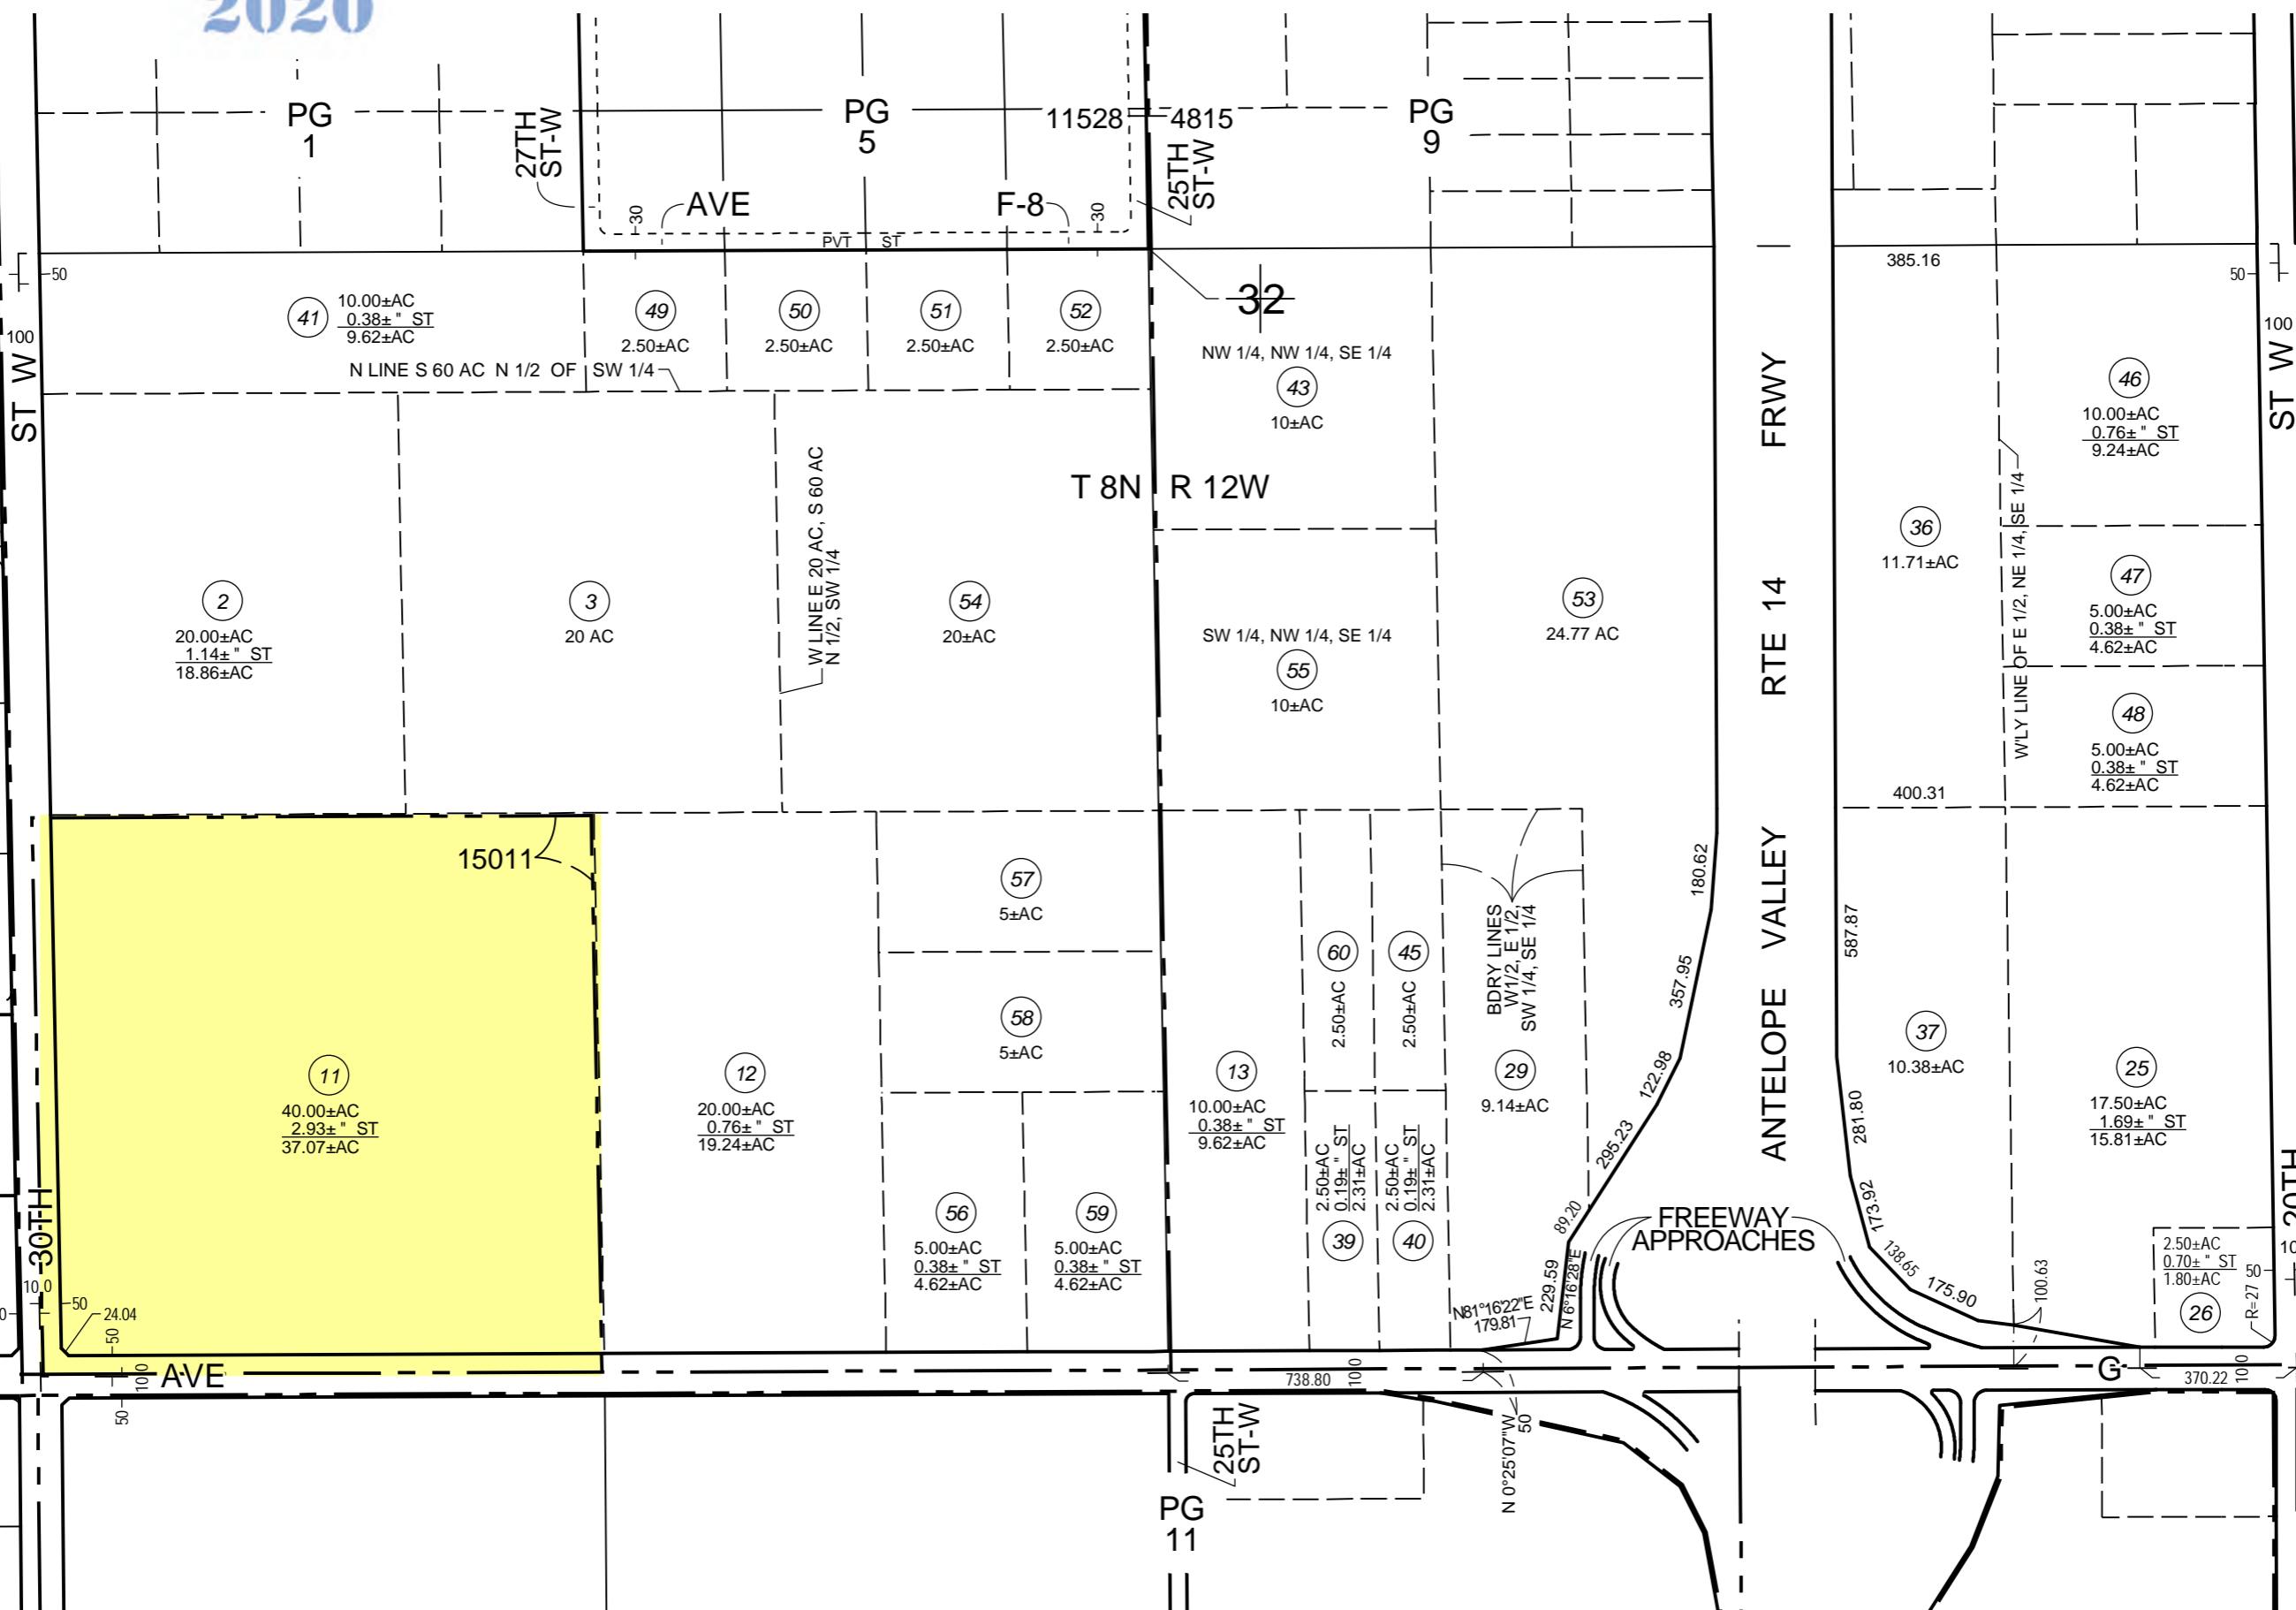 2020
PG
1
27TH
ST-W
PG
5
11528
4815
25TH
ST-W
PG
9
AVE
F-8
30
30
PVT ST
50
385.16
50
41
10.00±AC
0.38± " ST
9.62±AC
49
2.50±AC
50
2.50±AC
51
2.50±AC
52
2.50±AC
32
100
100
ST W
ST W
N LINE S 60 AC N 1/2 OF SW 1/4
NW 1/4, NW 1/4, SE 1/4
43
10±AC
46
10.00±AC
0.76± " ST
9.24±AC
T 8N R 12W
W LINE E 20 AC, S 60 AC
N 1/2, SW 1/4
36
11.71±AC
W'LY LINE OF E 1/2, NE 1/4, SE 1/4
2
20.00±AC
1.14± " ST
18.86±AC
3
20 AC
54
20±AC
SW 1/4, NW 1/4, SE 1/4
55
10±AC
53
24.77 AC
47
5.00±AC
0.38± " ST
4.62±AC
48
5.00±AC
0.38± " ST
4.62±AC
400.31
ANTELOPE VALLEY RTE 14 FRWY
15011
57
5±AC
58
5±AC
60
2.50±AC
45
2.50±AC
BDRY LINES
W1/2, E 1/2,
SW 1/4, SE 1/4
180.62
357.95
122.98
295.23
89.20
229.59
N 6°16'28"E
N81°16'22"E
179.81
587.87
281.80
173.92
138.65
175.90
100.63
11
40.00±AC
2.93± " ST
37.07±AC
12
20.00±AC
0.76± " ST
19.24±AC
13
10.00±AC
0.38± " ST
9.62±AC
29
9.14±AC
37
10.38±AC
25
17.50±AC
1.69± " ST
15.81±AC
2.50±AC
0.19± " ST
2.31±AC
39
2.50±AC
0.19± " ST
2.31±AC
40
56
5.00±AC
0.38± " ST
4.62±AC
59
5.00±AC
0.38± " ST
4.62±AC
FREEWAY
APPROACHES
2.50±AC
0.70± " ST
1.80±AC
26
50
R=27
30TH
20TH
100
50
24.04
50
100
50
AVE
G
738.80
100
370.22
100
N 0°25'07"W
50
25TH
ST-W
PG
11